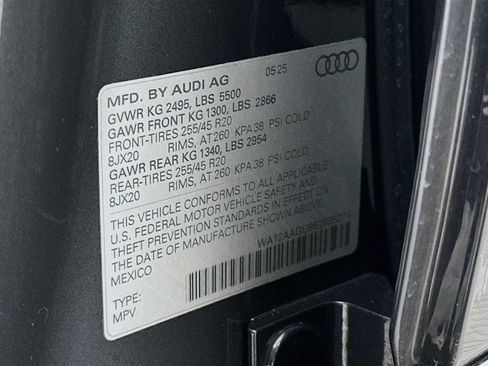 MFD. BY AUDI AG 05 25
GVWR KG 2495, LBS 5500
GAWR FRONT KG 1300, LBS 2866
FRONT-TIRES 255/45 R20
8JX20 RIMS, AT 260 KPA 38 PSI COLD
GAWR REAR KG 1340, LBS 2954
REAR-TIRES 255/45 R20
8JX20 RIMS, AT 260 KPA 38 PSI COLD
THIS VEHICLE CONFORMS TO ALL APPLICABLE
U.S. FEDERAL MOTOR VEHICLE SAFETY AND
THEFT PREVENTION STANDARDS IN EFFECT ON
THE DATE OF MANUFACTURE SHOWN ABOVE.
MEXICO
TYPE:
MPV